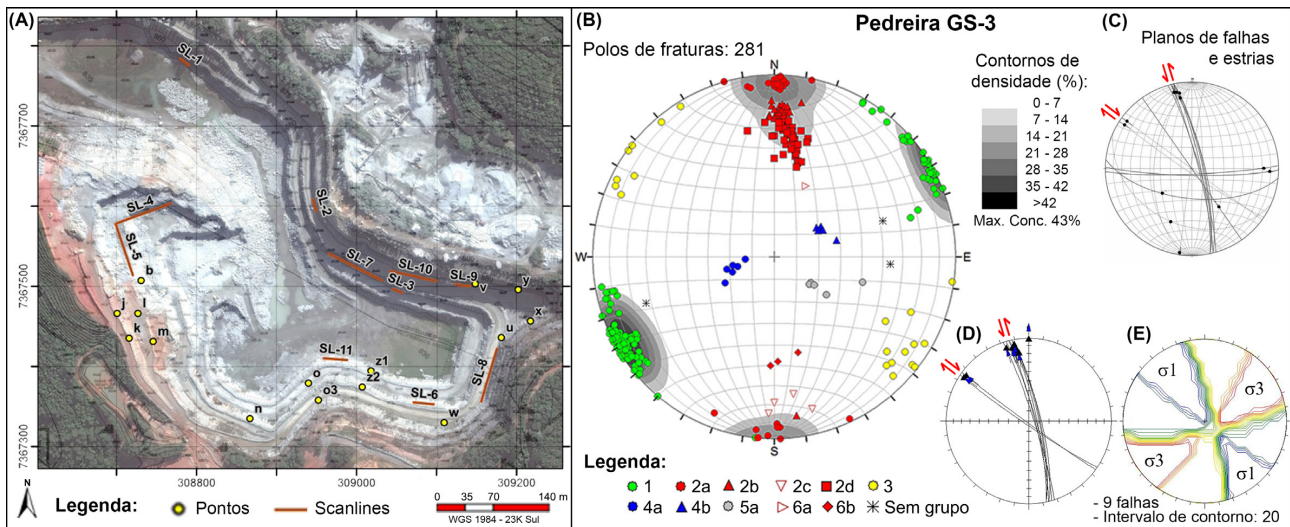 (A)
SL-1
SL-2
SL-4
SL-5
SL-7
SL-10
SL-9
SL-3
SL-8
SL-11
SL-6
b
j
l
k
m
n
o
o3
z1
z2
w
u
v
y
x
7367700
7367500
7367300
308800
309000
309200
N
Legenda:
Pontos
Scanlines
0 35 70 140 m
WGS 1984 - 23K Sul
(B)
Pedreira GS-3
Polos de fraturas: 281
N
W
E
S
Contornos de
densidade (%):
0 - 7
7 - 14
14 - 21
21 - 28
28 - 35
35 - 42
>42
Max. Conc. 43%
Legenda:
1 2a 2b 2c 2d 3
4a 4b 5a 6a 6b Sem grupo
(C)
Planos de falhas
e estrias
(D)
(E)
σ1
σ3
σ3
σ1
- 9 falhas
- Intervalo de contorno: 20